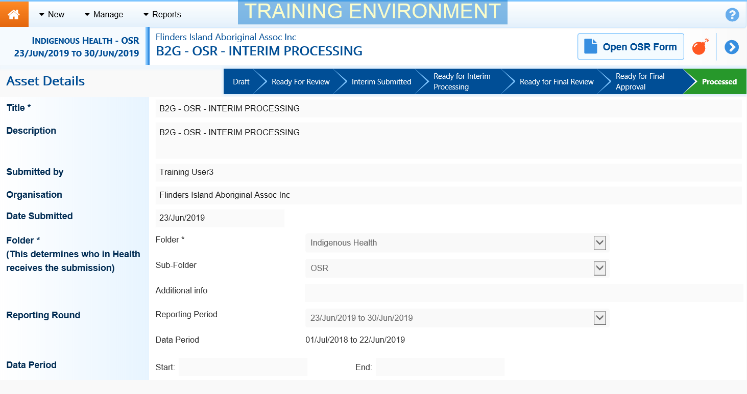 TRAINING ENVIRONMENT
New Manage Reports
INDIGENOUS HEALTH - OSR
23/JUN/2019 TO 30/JUN/2019
Flinders Island Aboriginal Assoc Inc
B2G - OSR - INTERIM PROCESSING
Open OSR Form
Asset Details
Draft
Ready For Review
Interim Submitted
Ready for Interim
Processing
Ready for Final Review
Ready for Final
Approval
Processed
Title * B2G - OSR - INTERIM PROCESSING
Description B2G - OSR - INTERIM PROCESSING
Submitted by Training User3
Organisation Flinders Island Aboriginal Assoc Inc
Date Submitted 23/Jun/2019
Folder *
(This determines who in Health
receives the submission)
Folder * Indigenous Health
Sub-Folder OSR
Additional info
Reporting Round Reporting Period 23/Jun/2019 to 30/Jun/2019
Data Period 01/Jul/2018 to 22/Jun/2019
Data Period Start: End: